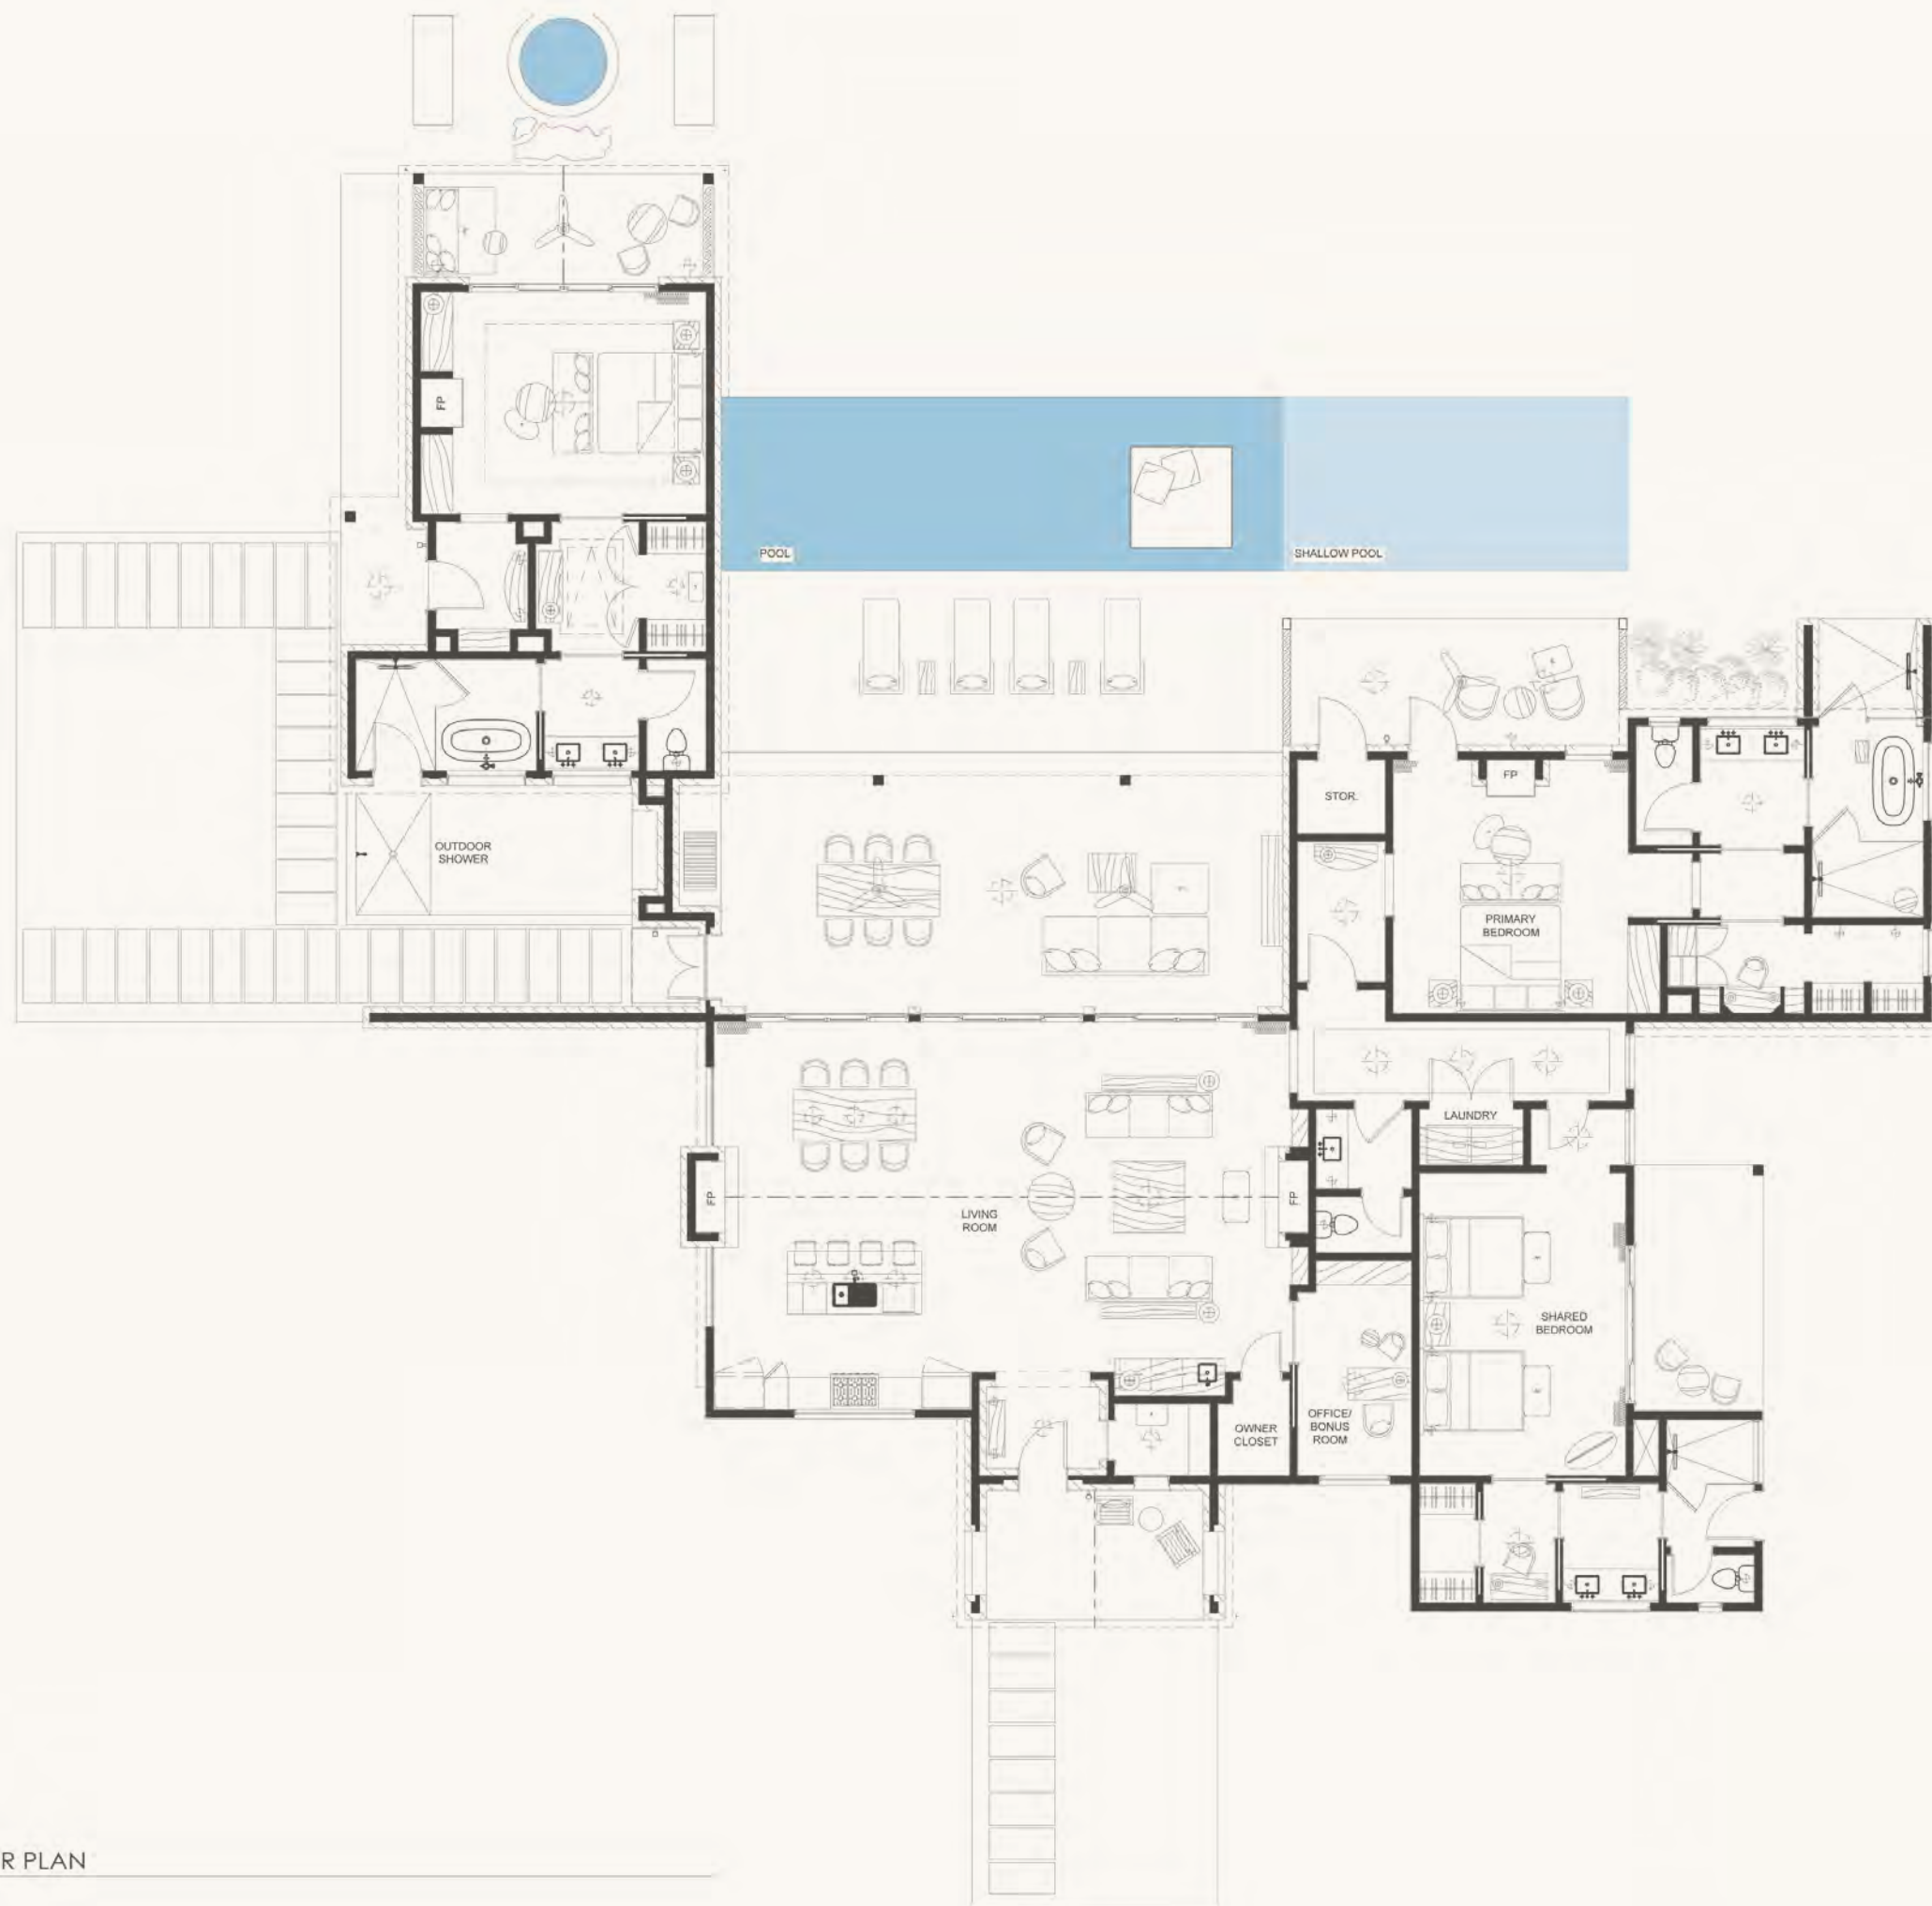 FP
POOL
SHALLOW POOL
STOR.
FP
OUTDOOR
SHOWER
PRIMARY
BEDROOM
LAUNDRY
FP
FP
LIVING
ROOM
SHARED
BEDROOM
OWNER
CLOSET
OFFICE/
BONUS
ROOM
R PLAN